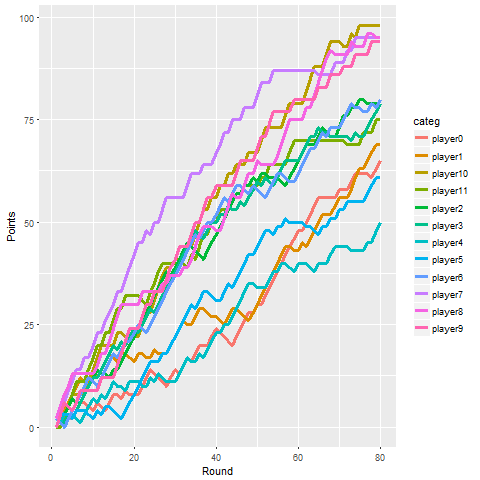 100
75
50
25
0
Points
0 20 40 60 80
Round
categ
player0
player1
player10
player11
player2
player3
player4
player5
player6
player7
player8
player9